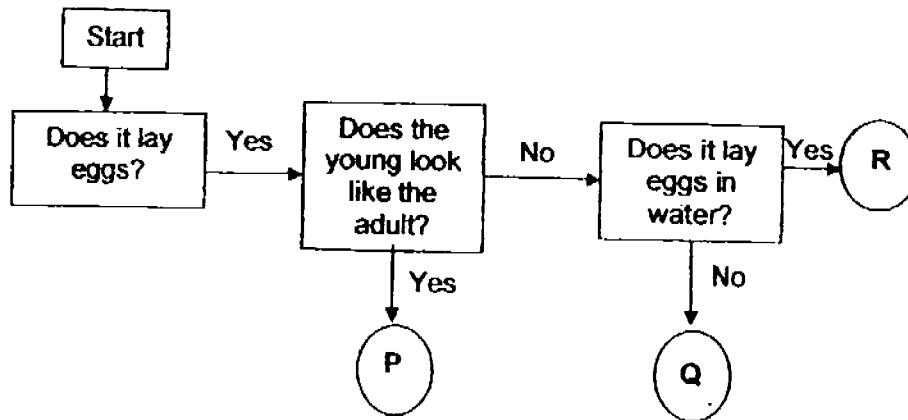 Start
Does it lay
eggs?
Yes
Does the
young look
like the
adult?
No
Does it lay
eggs in
water?
Yes
R
Yes
No
P
Q